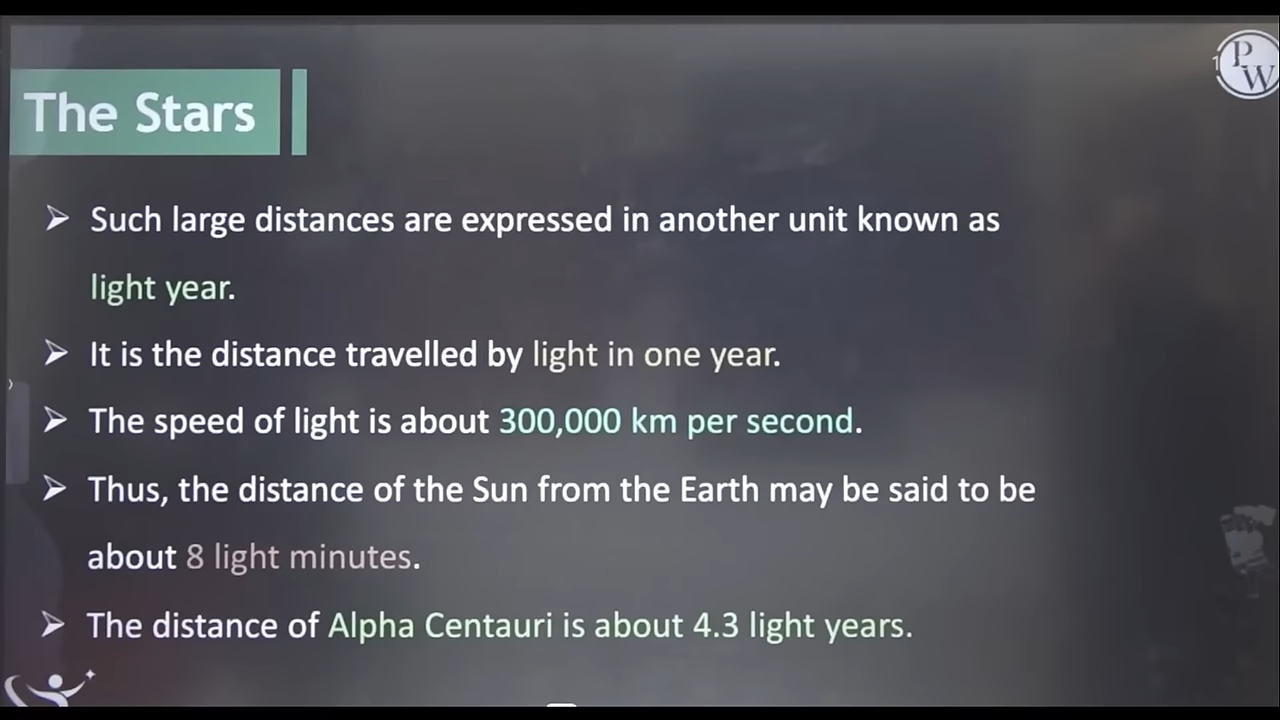 The Stars
PW
➢ Such large distances are expressed in another unit known as
light year.
➢ It is the distance travelled by light in one year.
➢ The speed of light is about 300,000 km per second.
➢ Thus, the distance of the Sun from the Earth may be said to be
about 8 light minutes.
➢ The distance of Alpha Centauri is about 4.3 light years.